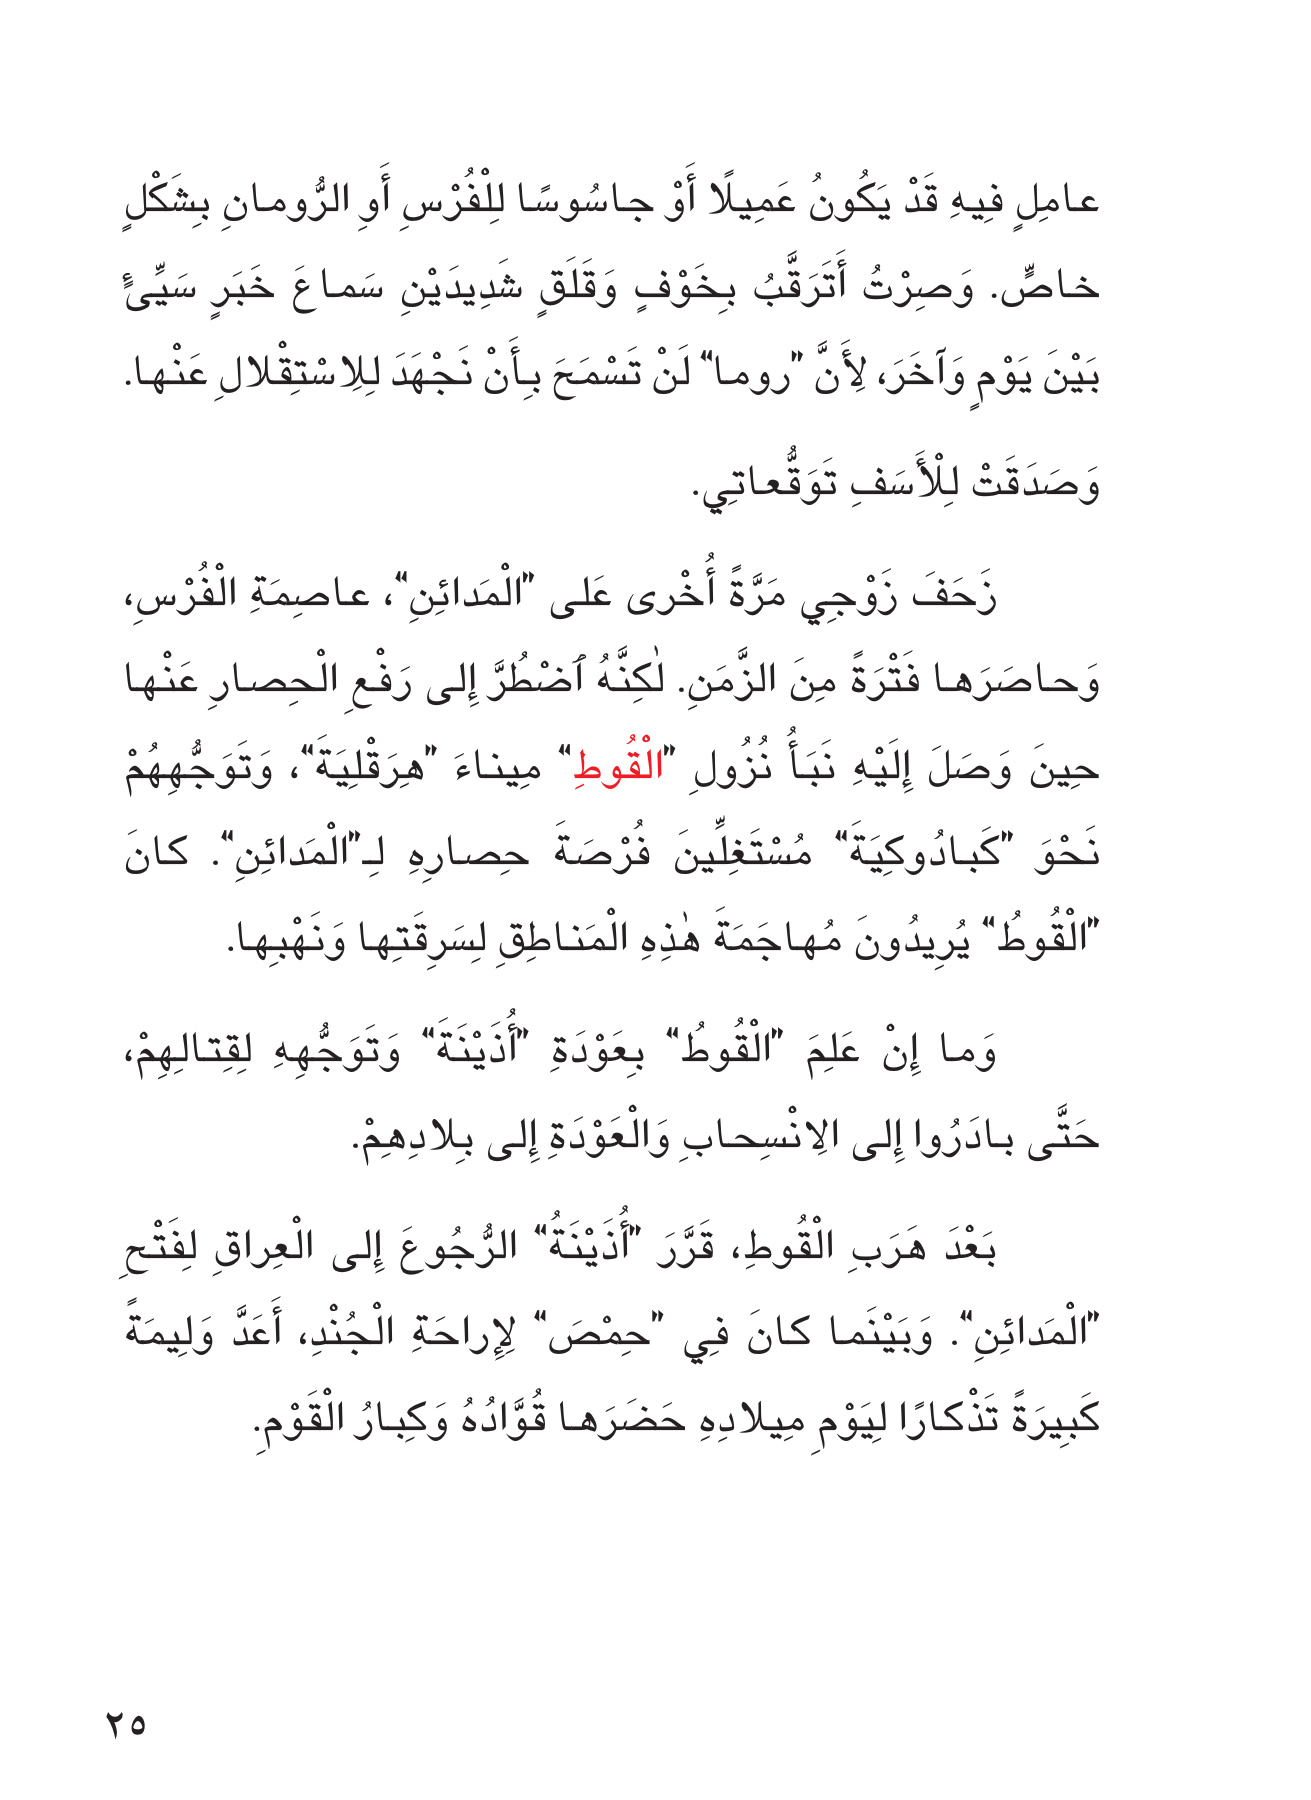 عامِلٍ فِيهِ قَدْ يَكُونُ عَمِيلًا أَوْ جاسُوسًا لِلْفُرْسِ أَوِ الرُّومانِ بِشَكْلٍ
خاصٍّ. وَصِرْتُ أَتَرَقَّبُ بِخَوْفٍ وَقَلَقٍ شَدِيدَيْنِ سَماعَ خَبَرٍ سَيِّئٍ
بَيْنَ يَوْمٍ وَآخَرَ، لِأَنَّ "روما" لَنْ تَسْمَحَ بِأَنْ نَجْهَدَ لِلِاسْتِقْلالِ عَنْها.
وَصَدَقَتْ لِلْأَسَفِ تَوَقُّعاتِي.
زَحَفَ زَوْجِي مَرَّةً أُخْرى عَلى "الْمَدائِنِ"، عاصِمَةِ الْفُرْسِ،
وَحاصَرَها فَتْرَةً مِنَ الزَّمَنِ. لٰكِنَّهُ ٱضْطُرَّ إِلى رَفْعِ الْحِصارِ عَنْها
حِينَ وَصَلَ إِلَيْهِ نَبَأُ نُزُولِ "الْقُوطِ" مِيناءَ "هِرَقْلِيَةَ"، وَتَوَجُّهِهُمْ
نَحْوَ "كَبادُوكِيَةَ" مُسْتَغِلِّينَ فُرْصَةَ حِصارِهِ لِـ"الْمَدائِنِ". كانَ
"الْقُوطُ" يُرِيدُونَ مُهاجَمَةَ هٰذِهِ الْمَناطِقِ لِسَرِقَتِها وَنَهْبِها.
وَما إِنْ عَلِمَ "الْقُوطُ" بِعَوْدَةِ "أُذَيْنَةَ" وَتَوَجُّهِهِ لِقِتالِهِمْ،
حَتَّى بادَرُوا إِلى الِانْسِحابِ وَالْعَوْدَةِ إِلى بِلادِهِمْ.
بَعْدَ هَرَبِ الْقُوطِ، قَرَّرَ "أُذَيْنَةُ" الرُّجُوعَ إِلى الْعِراقِ لِفَتْحِ
"الْمَدائِنِ". وَبَيْنَما كانَ فِي "حِمْصَ" لِإِراحَةِ الْجُنْدِ، أَعَدَّ وَلِيمَةً
كَبِيرَةً تَذْكارًا لِيَوْمِ مِيلادِهِ حَضَرَها قُوَّادُهُ وَكِبارُ الْقَوْمِ.
٢٥